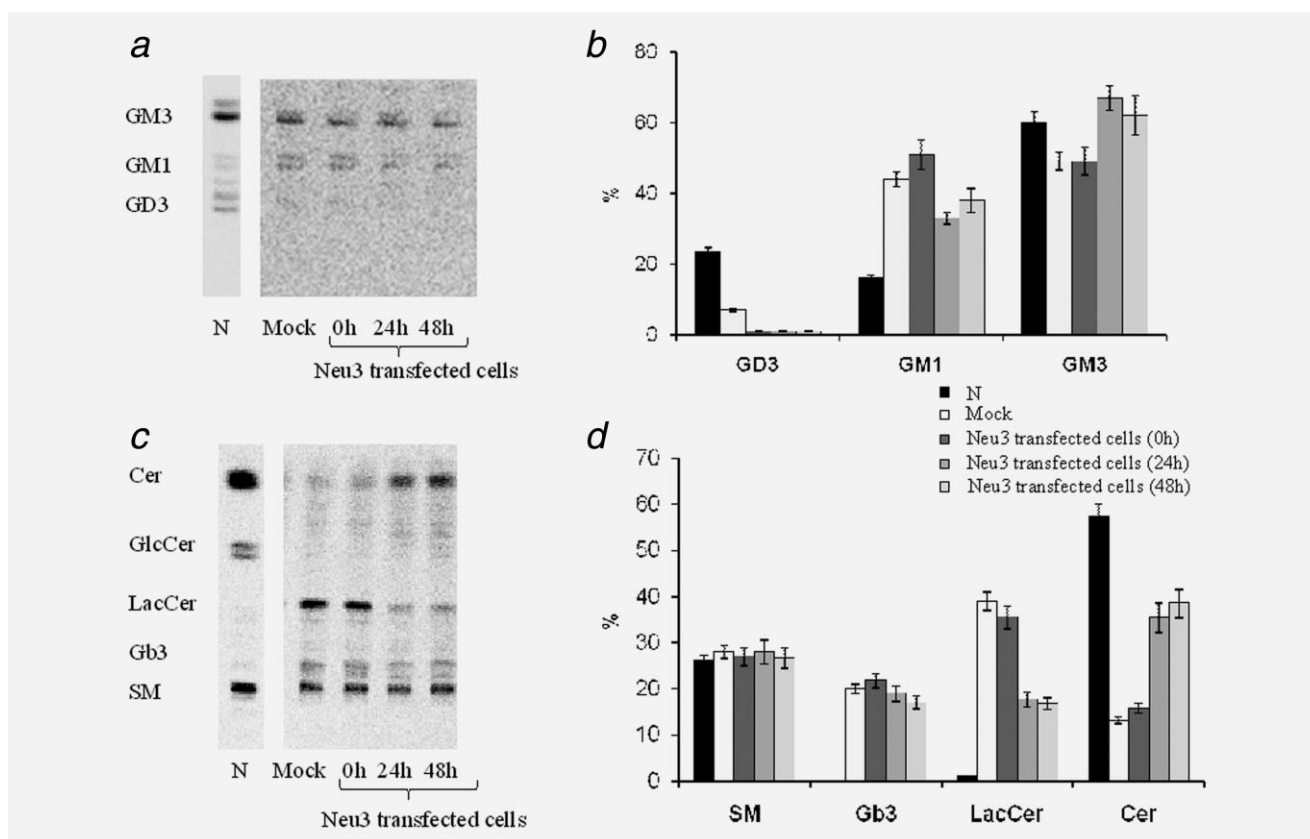 a
GM3
GM1
GD3
N Mock 0h 24h 48h
Neu3 transfected cells
b
80
60
40
20
0
%
GD3 GM1 GM3
N
Mock
Neu3 transfected cells (0h)
Neu3 transfected cells (24h)
Neu3 transfected cells (48h)
c
Cer
GlcCer
LacCer
Gb3
SM
N Mock 0h 24h 48h
Neu3 transfected cells
d
70
60
50
40
30
20
10
0
%
SM Gb3 LacCer Cer